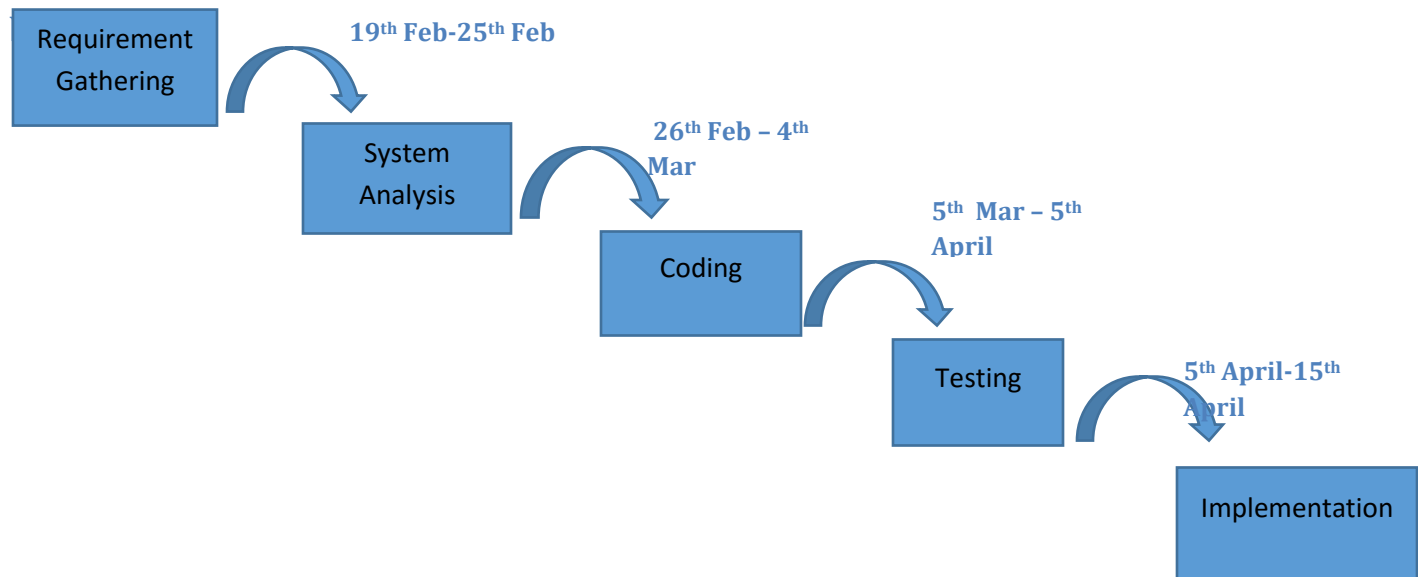 Requirement
Gathering
19th Feb-25th Feb
System
Analysis
26th Feb – 4th
Mar
Coding
5th Mar – 5th
April
Testing
5th April-15th
April
Implementation